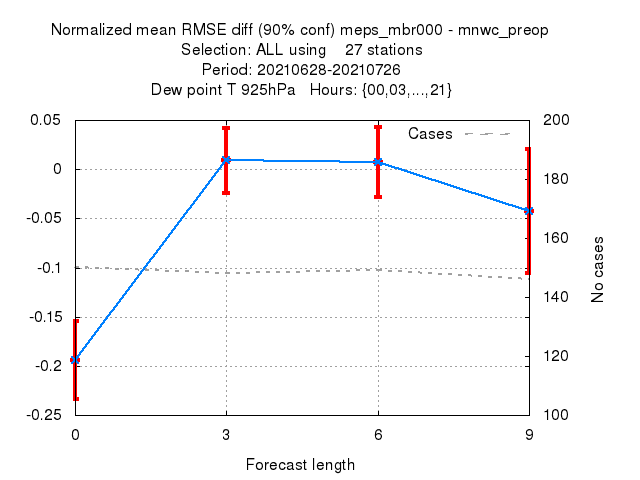 Normalized mean RMSE diff (90% conf) meps_mbr000 - mnwc_preop
Selection: ALL using    27 stations
Period: 20210628-20210726
Dew point T 925hPa   Hours: {00,03,...,21}
Cases
0.05
0
-0.05
-0.1
-0.15
-0.2
-0.25
200
180
160
140
120
100
No cases
0
3
6
9
Forecast length